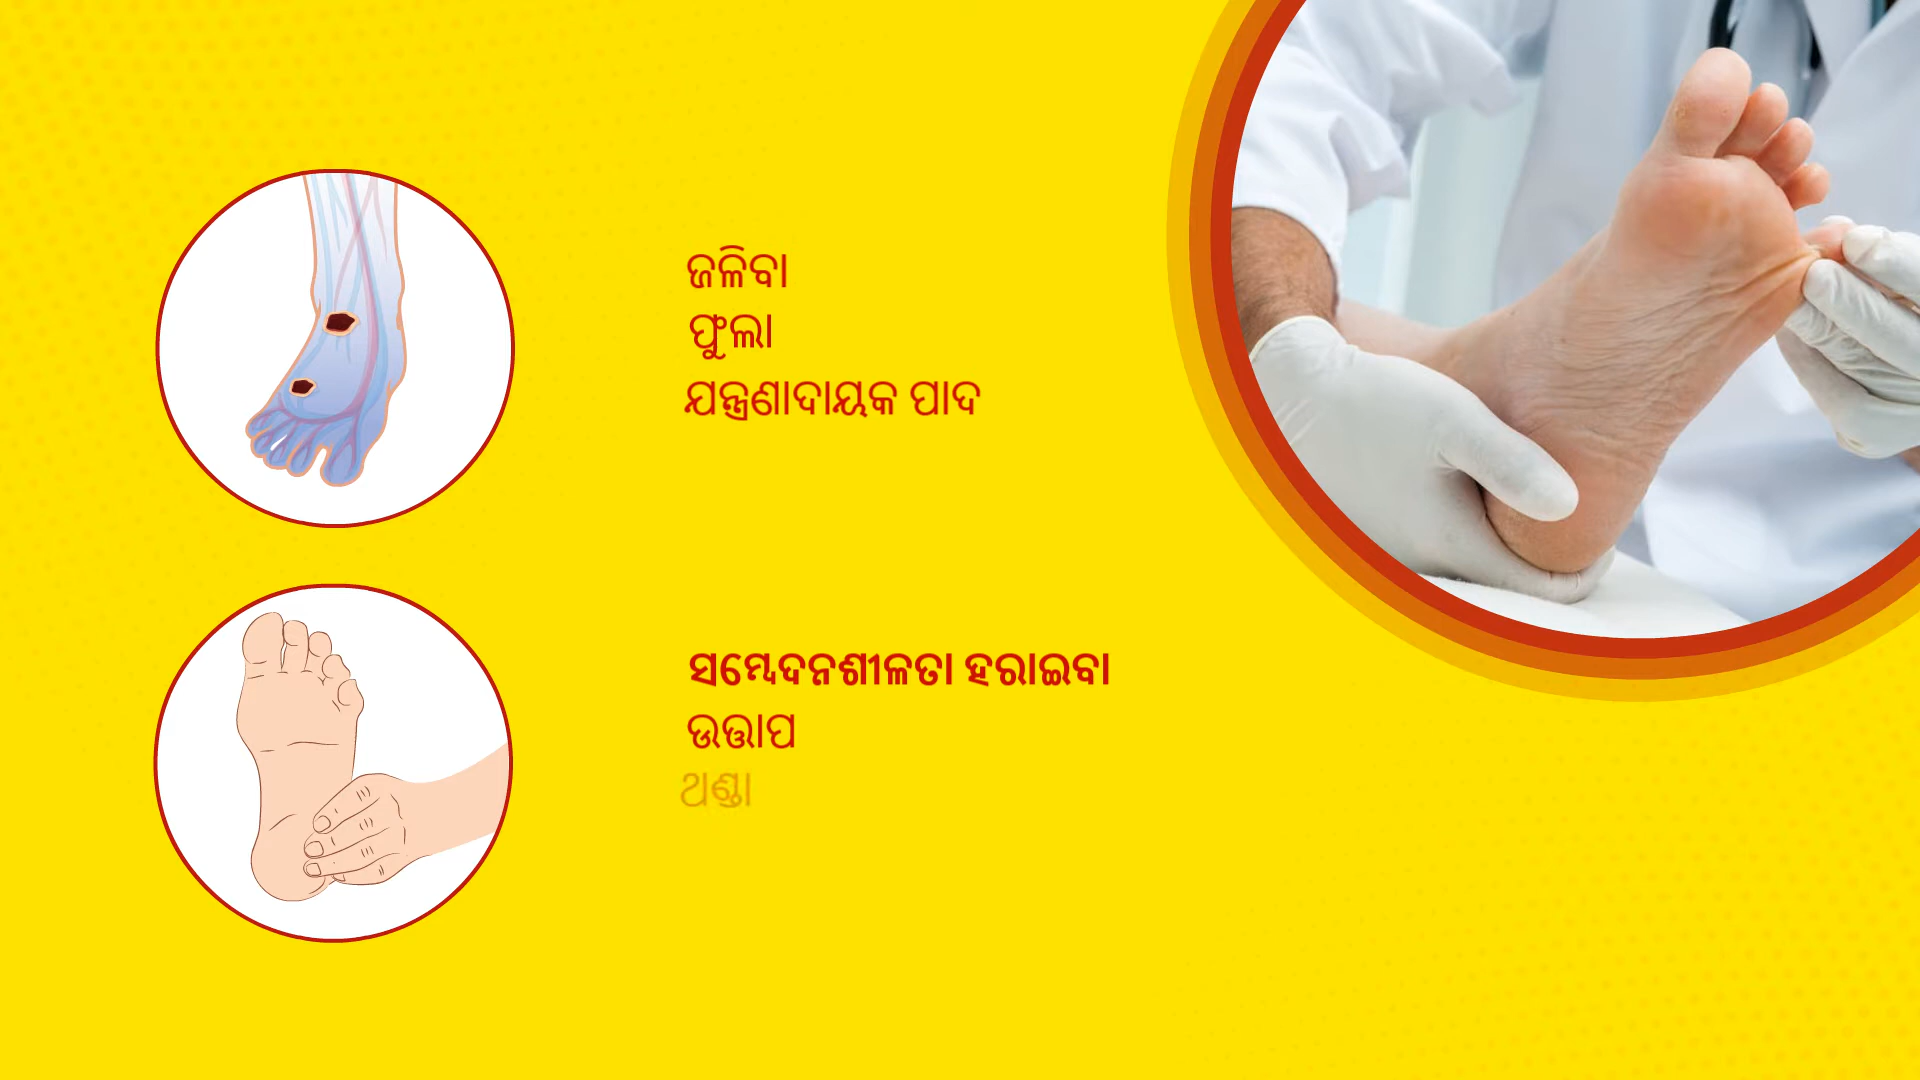 ଜଳିବା
ଫୁଲା
ଯନ୍ତ୍ରଣାଦାୟକ ପାଦ
ସମ୍ଭେଦନଶୀଳତା ହରାଇବା
ଉତ୍ତାପ
ଥଣ୍ଡା